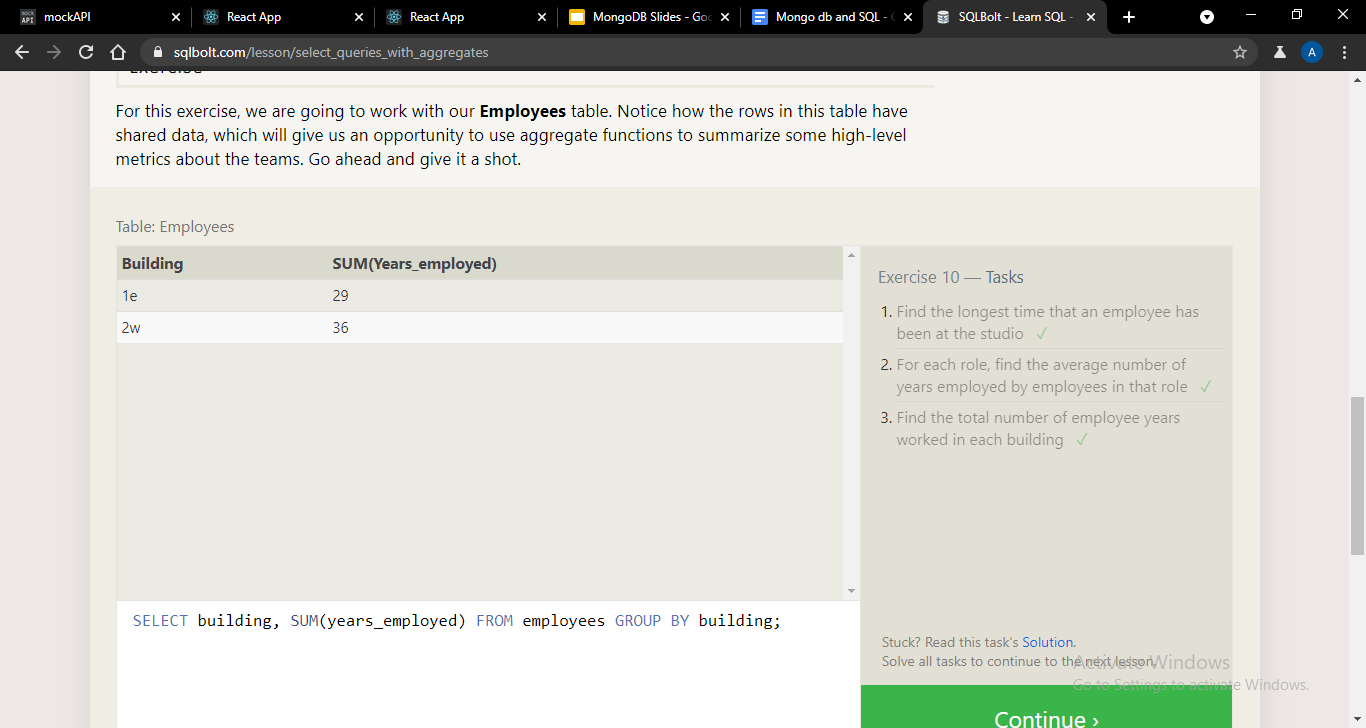 mock API mockAPI
React App
React App
MongoDB Slides - Goo
Mongo db and SQL -
SQLBolt - Learn SQL -
sqlbolt.com/lesson/select_queries_with_aggregates
A
Exercise
For this exercise, we are going to work with our Employees table. Notice how the rows in this table have
shared data, which will give us an opportunity to use aggregate functions to summarize some high-level
metrics about the teams. Go ahead and give it a shot.
Table: Employees
Building SUM(Years_employed)
1e 29
2w 36
SELECT building, SUM(years_employed) FROM employees GROUP BY building;
Exercise 10 — Tasks
1. Find the longest time that an employee has
been at the studio ✓
2. For each role, find the average number of
years employed by employees in that role ✓
3. Find the total number of employee years
worked in each building ✓
Stuck? Read this task's Solution.
Solve all tasks to continue to the next lesson.
Activate Windows
Go to Settings to activate Windows.
Continue ›